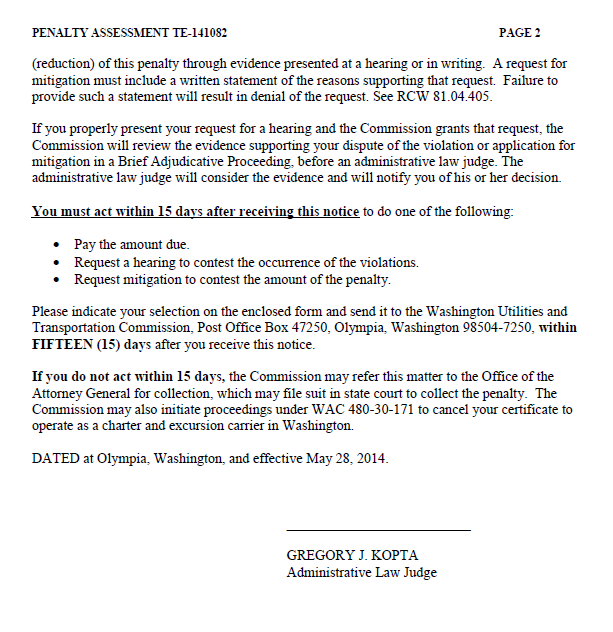 PENALTY ASSESSMENT TE-141082 PAGE 2
(reduction) of this penalty through evidence presented at a hearing or in writing. A request for
mitigation must include a written statement of the reasons supporting that request. Failure to
provide such a statement will result in denial of the request. See RCW 81.04.405.
If you properly present your request for a hearing and the Commission grants that request, the
Commission will review the evidence supporting your dispute of the violation or application for
mitigation in a Brief Adjudicative Proceeding, before an administrative law judge. The
administrative law judge will consider the evidence and will notify you of his or her decision.
You must act within 15 days after receiving this notice to do one of the following:
• Pay the amount due.
• Request a hearing to contest the occurrence of the violations.
• Request mitigation to contest the amount of the penalty.
Please indicate your selection on the enclosed form and send it to the Washington Utilities and
Transportation Commission, Post Office Box 47250, Olympia, Washington 98504-7250, within
FIFTEEN (15) days after you receive this notice.
If you do not act within 15 days, the Commission may refer this matter to the Office of the
Attorney General for collection, which may file suit in state court to collect the penalty. The
Commission may also initiate proceedings under WAC 480-30-171 to cancel your certificate to
operate as a charter and excursion carrier in Washington.
DATED at Olympia, Washington, and effective May 28, 2014.
GREGORY J. KOPTA
Administrative Law Judge